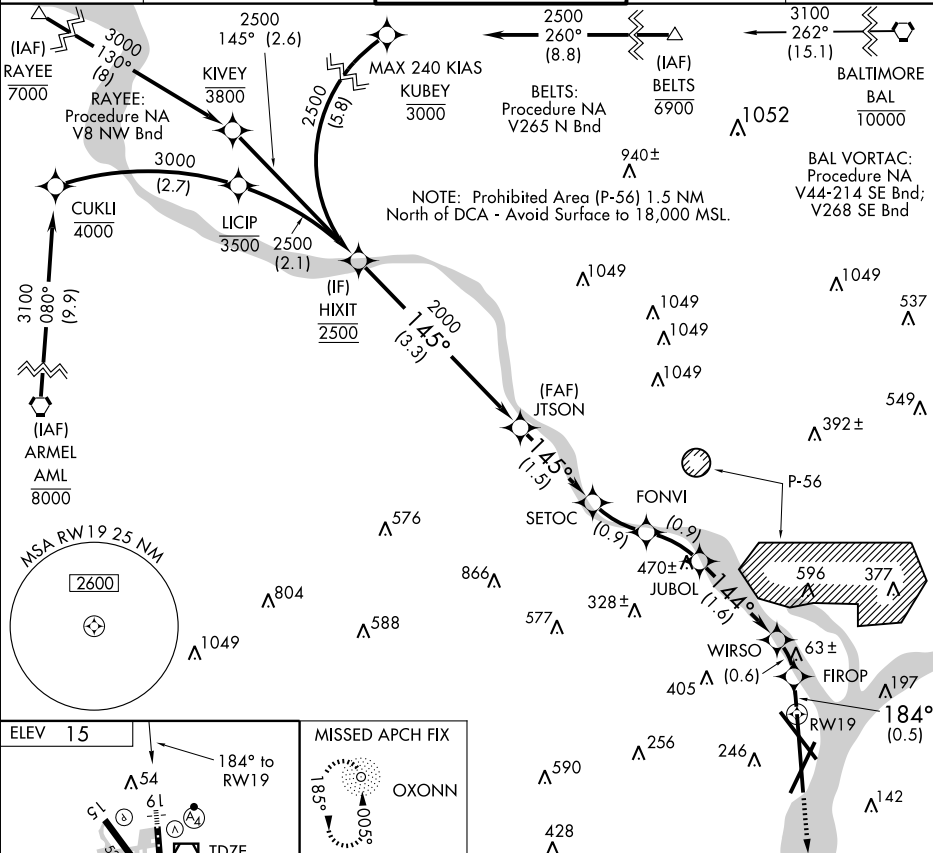 (IAF)
RAYEE
7000
3000
130°
(8)
RAYEE:
Procedure NA
V8 NW Bnd
KIVEY
3800
2500
145° (2.6)
2500
(5.8)
MAX 240 KIAS
KUBEY
3000
2500
260°
(8.8)
(IAF)
BELTS
6900
BELTS:
Procedure NA
V265 N Bnd
3100
262°
(15.1)
BALTIMORE
BAL
10000
1052
940±
BAL VORTAC:
Procedure NA
V44-214 SE Bnd;
V268 SE Bnd
NOTE: Prohibited Area (P-56) 1.5 NM
North of DCA - Avoid Surface to 18,000 MSL.
3000
(2.7)
CUKLI
4000
LICIP
3500
2500
(2.1)
(IF)
HIXIT
2500
3100
080°
(9.9)
(IAF)
ARMEL
AML
8000
2000
145°
(3.3)
1049
1049
1049
1049
1049
537
549
392±
(FAF)
JTSON
145°
(1.5)
SETOC
(0.9)
FONVI
(0.9)
P-56
470±
JUBOL
144°
(1.6)
596
377
WIRSO
(0.6)
63±
FIROP
197
184°
(0.5)
RW19
MSA RW19 25 NM
2600
576
866
804
588
577
328±
1049
405
256
246
590
428
142
ELEV 15
184° to
RW19
54
15
19
P
V
A4
TDZE
MISSED APCH FIX
185°
005°
OXONN